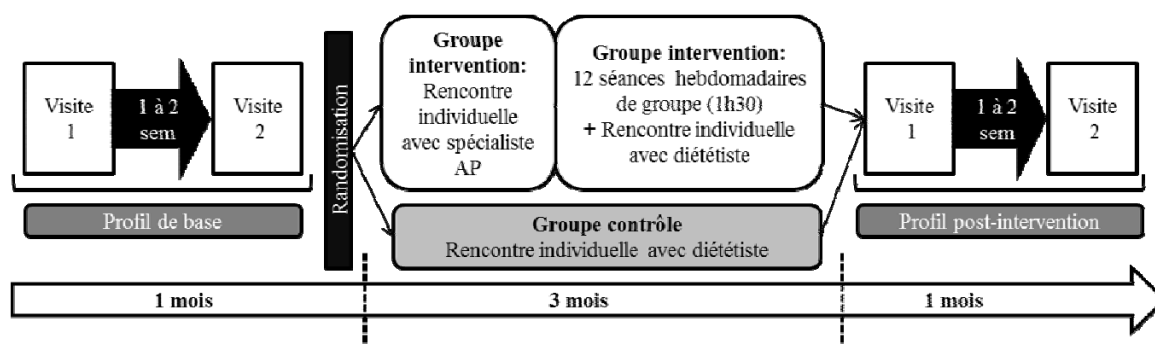 Visite
1
1 à 2
sem
Visite
2
Profil de base
Randomisation
Groupe
intervention:
Rencontre
individuelle
avec spécialiste
AP
Groupe intervention:
12 séances hebdomadaires
de groupe (1h30)
+ Rencontre individuelle
avec diététiste
Groupe contrôle
Rencontre individuelle avec diététiste
Visite
1
1 à 2
sem
Visite
2
Profil post-intervention
1 mois
3 mois
1 mois